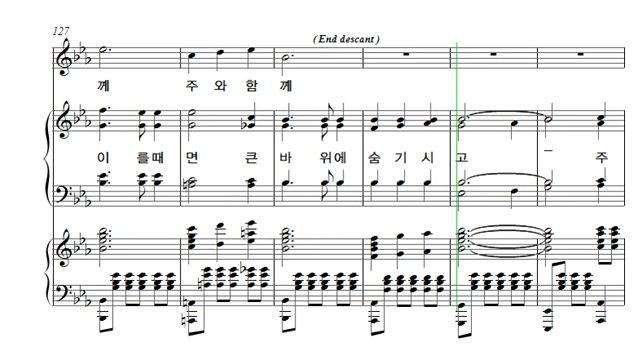 127
( End descant )
께 주 와 함 께
이 를 때 면 큰 바 위에 숨 기 시 고 주